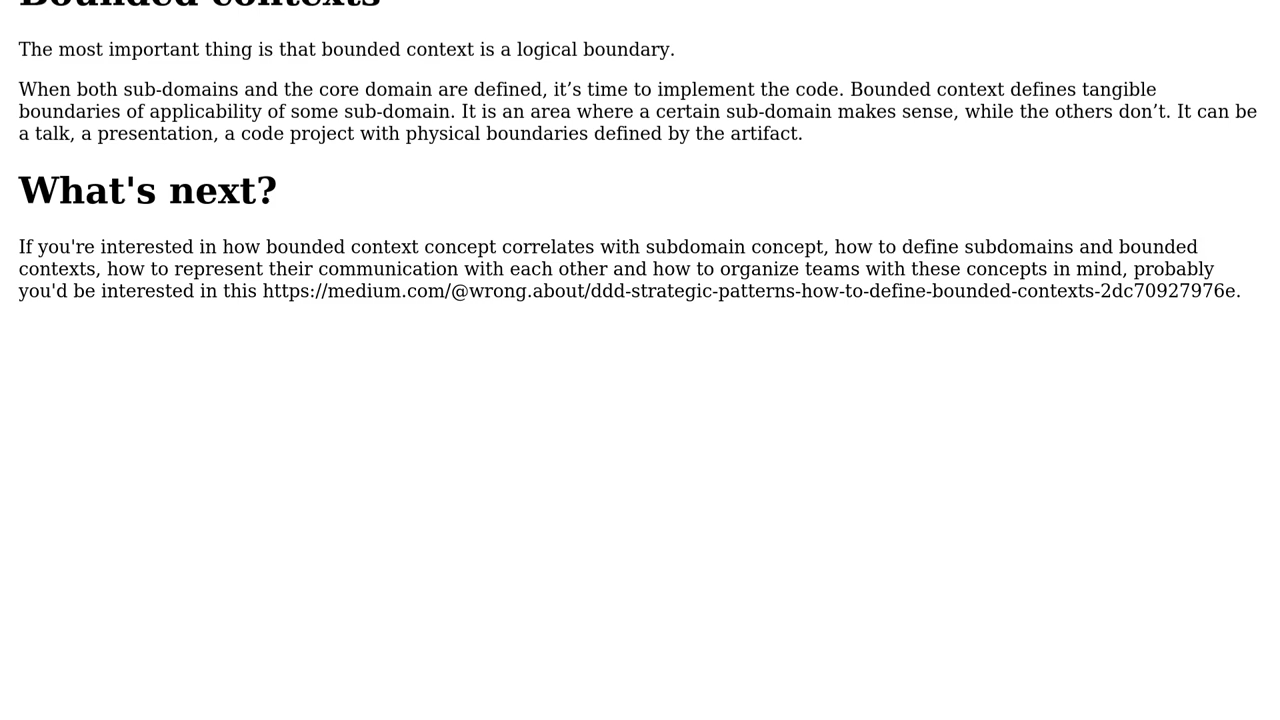 Bounded contexts
The most important thing is that bounded context is a logical boundary.
When both sub-domains and the core domain are defined, it’s time to implement the code. Bounded context defines tangible
boundaries of applicability of some sub-domain. It is an area where a certain sub-domain makes sense, while the others don’t. It can be
a talk, a presentation, a code project with physical boundaries defined by the artifact.
What's next?
If you're interested in how bounded context concept correlates with subdomain concept, how to define subdomains and bounded
contexts, how to represent their communication with each other and how to organize teams with these concepts in mind, probably
you'd be interested in this https://medium.com/@wrong.about/ddd-strategic-patterns-how-to-define-bounded-contexts-2dc70927976e.